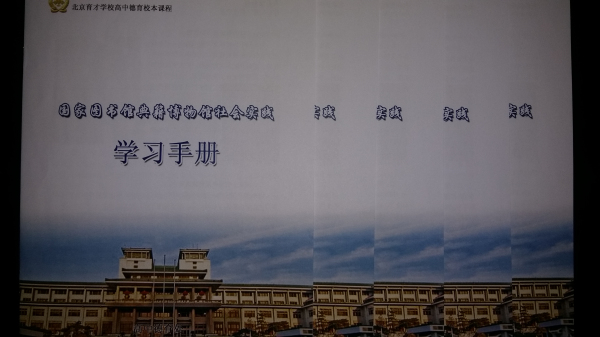 北京育才学校高中德育校本课程
国家图书馆典籍博物馆社会实践 实践 实践 实践 实践
学习手册